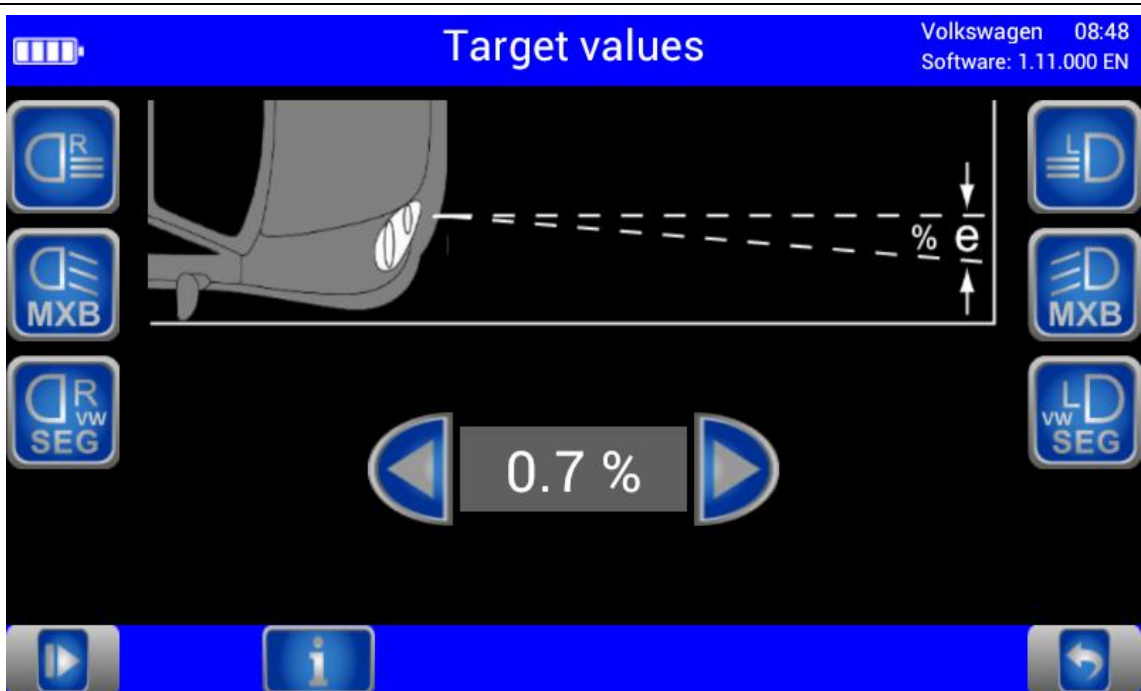 Target values
Volkswagen 08:48
Software: 1.11.000 EN
R
L
% e
MXB
MXB
R
VW
SEG
L
VW
SEG
0.7 %
i